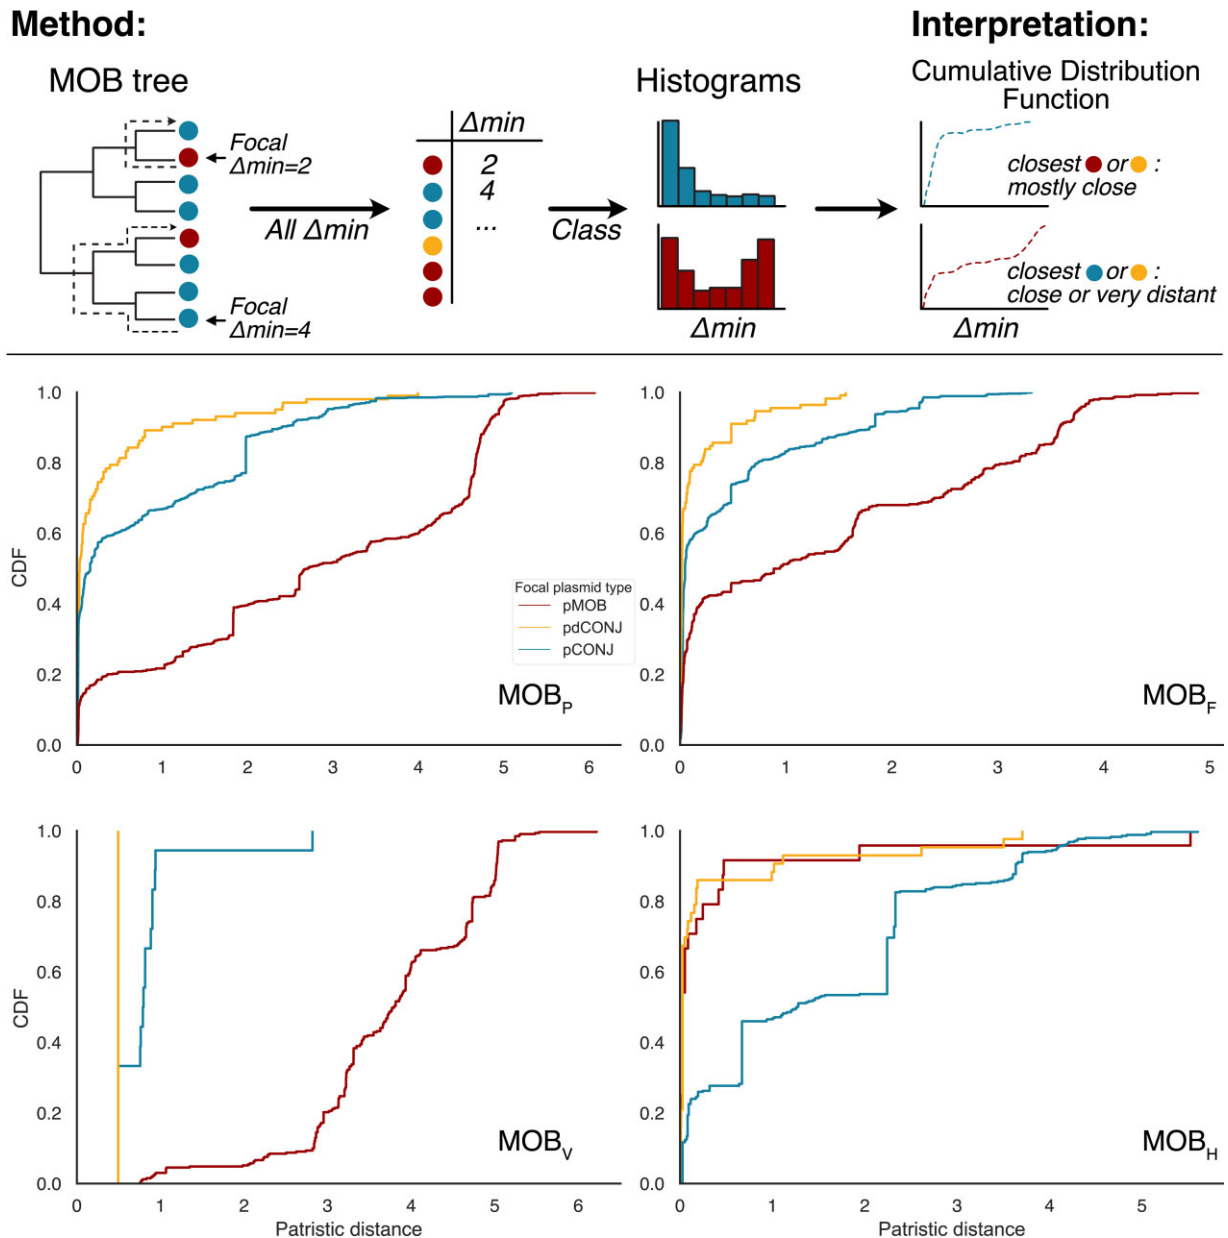 Method:
Interpretation:
MOB tree
Histograms
Cumulative Distribution
Function
Focal
Δmin=2
Focal
Δmin=4
All Δmin
Δmin
2
4
...
Class
Δmin
closest or :
mostly close
closest or :
close or very distant
Δmin
CDF
1.0
0.8
0.6
0.4
0.2
0.0
0 1 2 3 4 5 6
Focal plasmid type
pMOB
pdCONJ
pCONJ
MOB_P
1.0
0.8
0.6
0.4
0.2
0.0
0 1 2 3 4 5
MOB_F
CDF
1.0
0.8
0.6
0.4
0.2
0.0
0 1 2 3 4 5 6
Patristic distance
MOB_V
1.0
0.8
0.6
0.4
0.2
0.0
0 1 2 3 4 5
Patristic distance
MOB_H